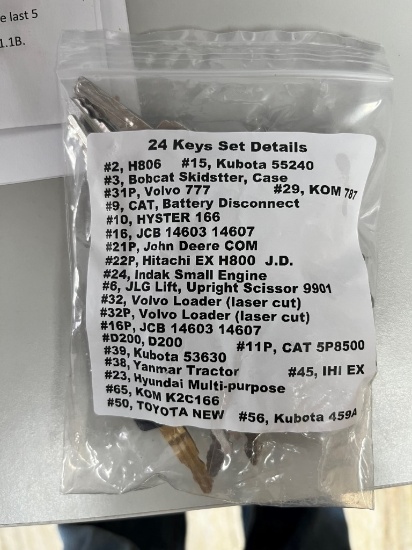 e last 5
1.1B.
24 Keys Set Details
#2, H806 #15, Kubota 55240
#3, Bobcat Skidstter, Case
#31P, Volvo 777 #29, KOM 787
#9, CAT, Battery Disconnect
#10, HYSTER 166
#16, JCB 14603 14607
#21P, John Deere COM
#22P, Hitachi EX H800 J.D.
#24, Indak Small Engine
#6, JLG Lift, Upright Scissor 9901
#32, Volvo Loader (laser cut)
#32P, Volvo Loader (laser cut)
#16P, JCB 14603 14607
#D200, D200 #11P, CAT 5P8500
#39, Kubota 53630
#38, Yanmar Tractor #45, IHI EX
#23, Hyundai Multi-purpose
#65, KOM K2C166
#50, TOYOTA NEW #56, Kubota 459A